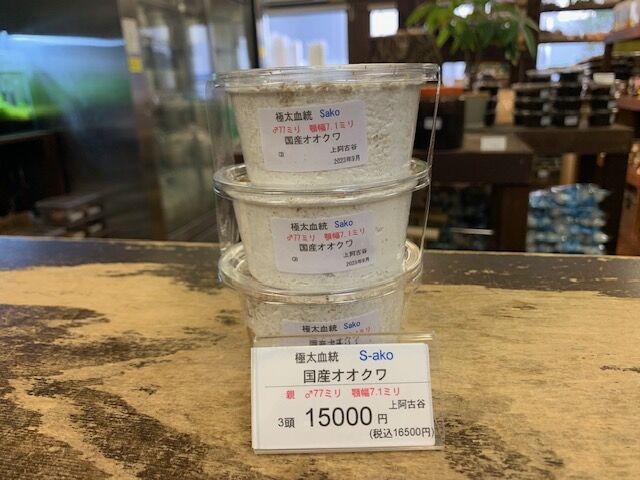 極太血統 Sako
♂77ミリ 顎幅7.1ミリ
国産オオクワ
上阿古谷
2023年9月
極太血統 Sako
♂77ミリ 顎幅7.1ミリ
国産オオクワ
上阿古谷
2023年9月
極太血統 Sako
極太血統 S-ako
国産オオクワ
親 ♂77ミリ 顎幅7.1ミリ
3頭 15000円 上阿古谷
(税込16500円)